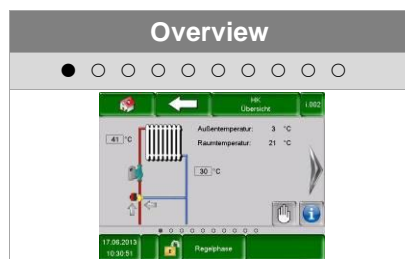 Overview
HK
Übersicht
i.002
Außentemperatur: 3 °C
41 °C
Raumtemperatur: 21 °C
30 °C
17.06.2013
10:30:51
Regelphase